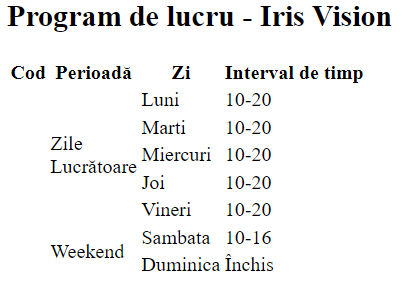 Program de lucru - Iris Vision
Cod Perioadă Zi Interval de timp
Luni 10-20
Marti 10-20
Zile
Lucrătoare
Miercuri 10-20
Joi 10-20
Vineri 10-20
Weekend
Sambata 10-16
Duminica Închis